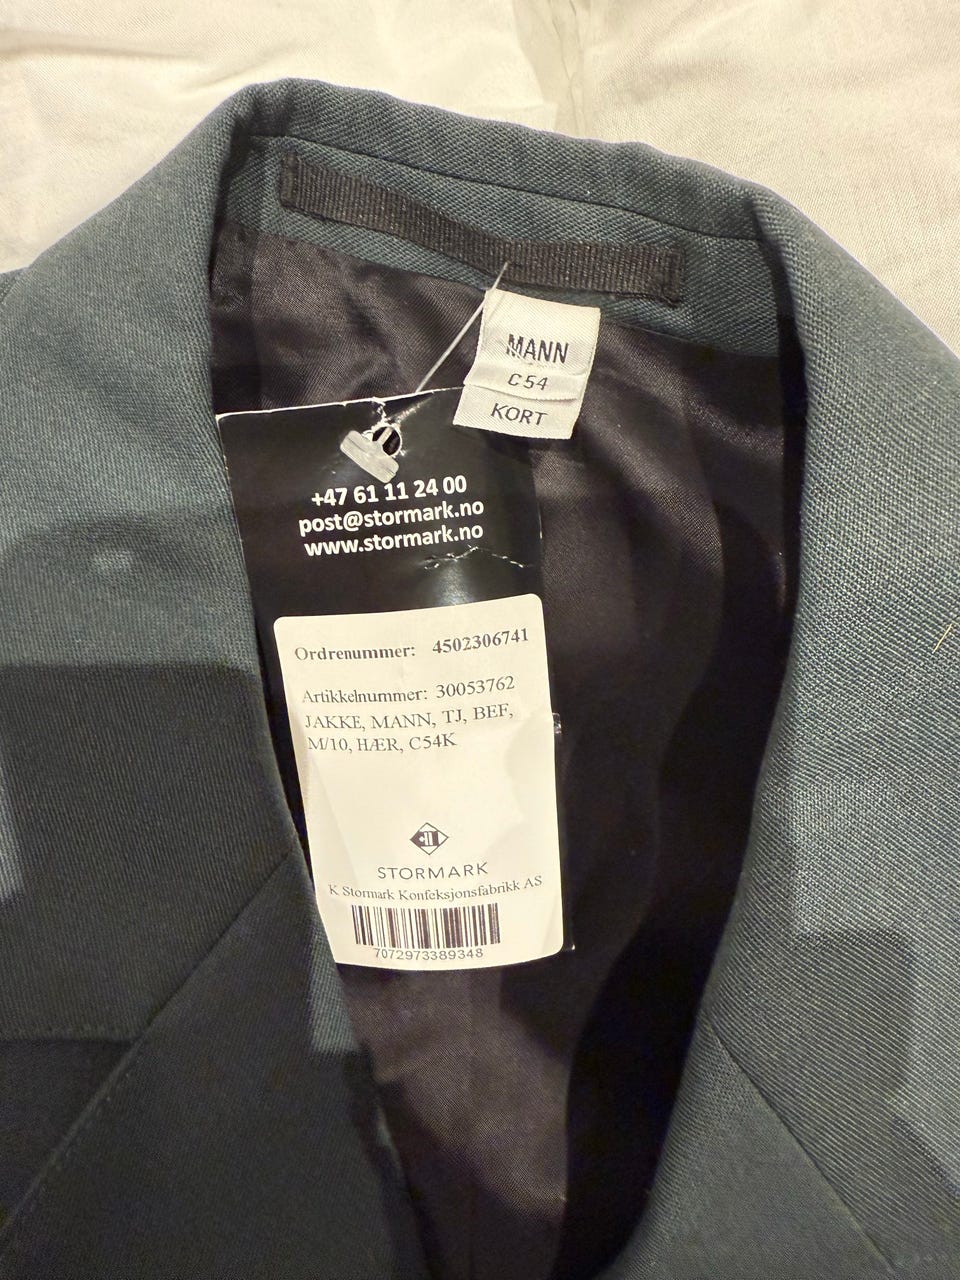 MANN
C54
KORT
+47 61 11 24 00
post@stormark.no
www.stormark.no
Ordrenummer: 4502306741
Artikkelnummer: 30053762
JAKKE, MANN, TJ, BEF,
M/10, HÆR, C54K
STORMARK
K Stormark Konfeksjonsfabrikk AS
7072973389348